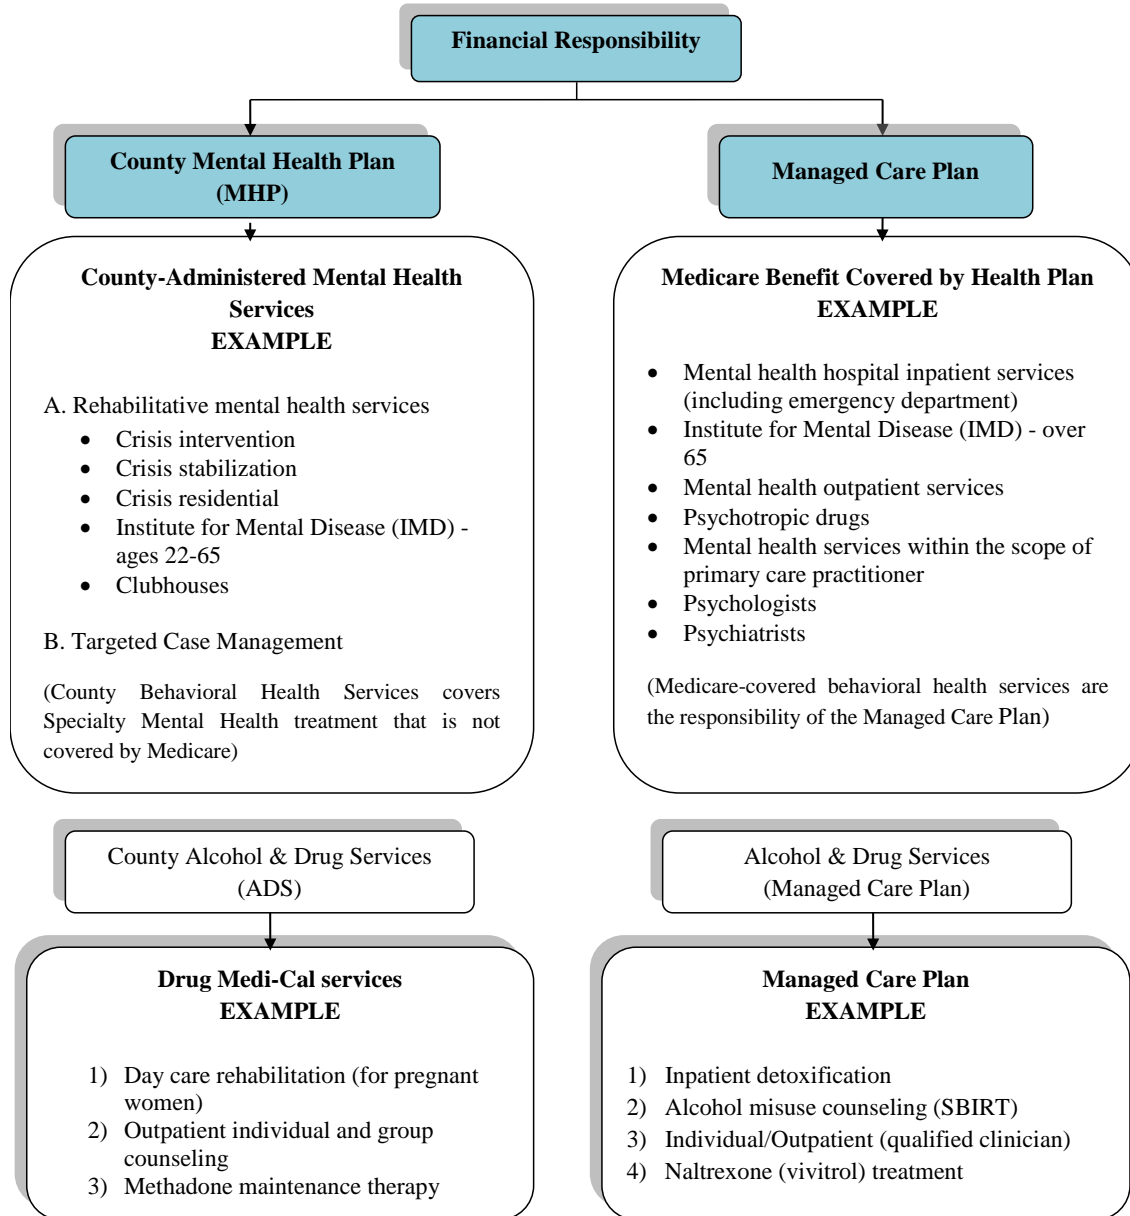 Financial Responsibility
County Mental Health Plan
(MHP)
Managed Care Plan
County-Administered Mental Health
Services
EXAMPLE
A. Rehabilitative mental health services
• Crisis intervention
• Crisis stabilization
• Crisis residential
• Institute for Mental Disease (IMD) -
ages 22-65
• Clubhouses
B. Targeted Case Management
(County Behavioral Health Services covers
Specialty Mental Health treatment that is not
covered by Medicare)
Medicare Benefit Covered by Health Plan
EXAMPLE
• Mental health hospital inpatient services
(including emergency department)
• Institute for Mental Disease (IMD) - over
65
• Mental health outpatient services
• Psychotropic drugs
• Mental health services within the scope of
primary care practitioner
• Psychologists
• Psychiatrists
(Medicare-covered behavioral health services are
the responsibility of the Managed Care Plan)
County Alcohol & Drug Services
(ADS)
Alcohol & Drug Services
(Managed Care Plan)
Drug Medi-Cal services
EXAMPLE
1) Day care rehabilitation (for pregnant
women)
2) Outpatient individual and group
counseling
3) Methadone maintenance therapy
Managed Care Plan
EXAMPLE
1) Inpatient detoxification
2) Alcohol misuse counseling (SBIRT)
3) Individual/Outpatient (qualified clinician)
4) Naltrexone (vivitrol) treatment